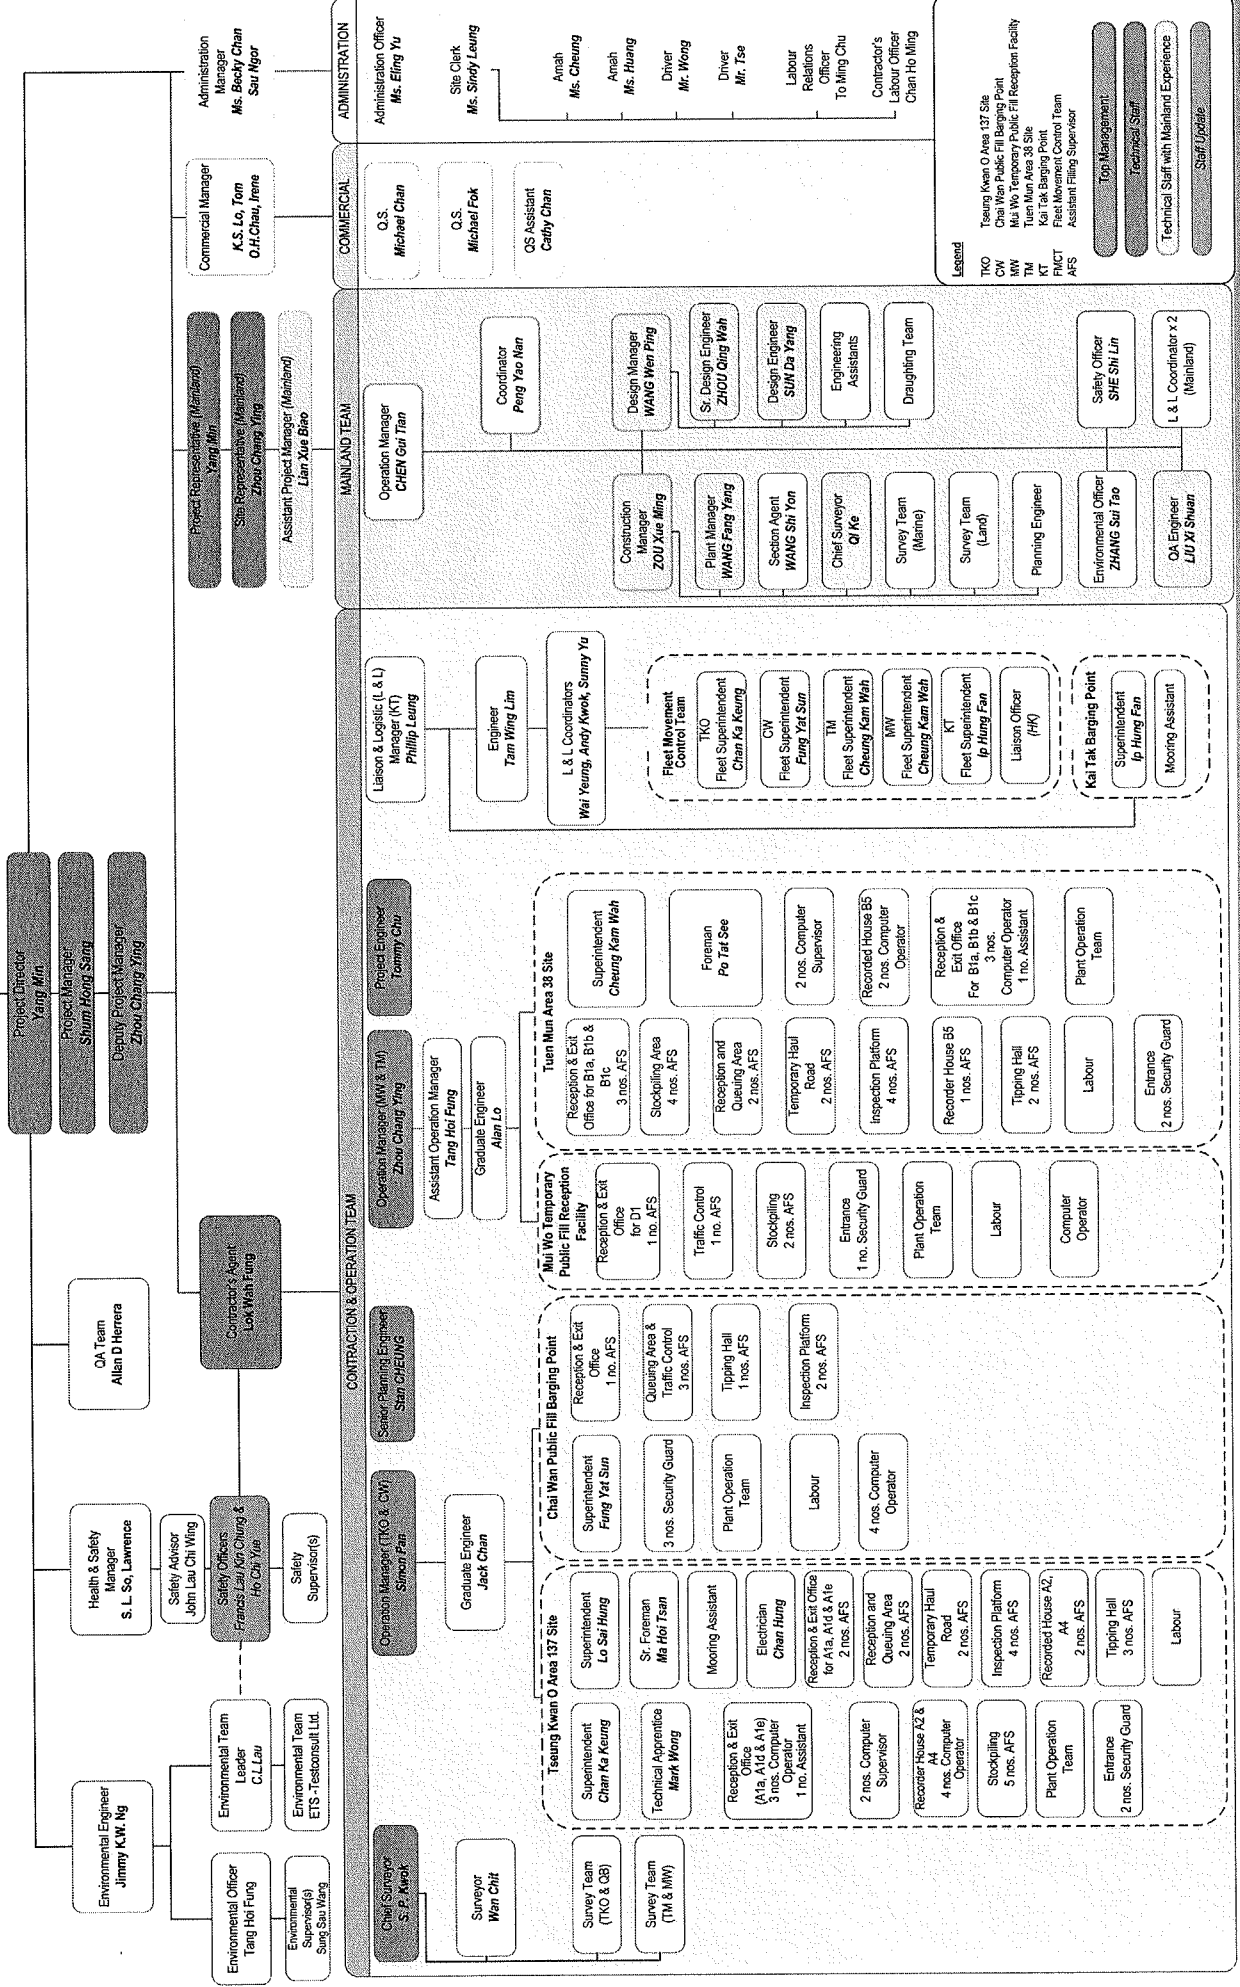 Project Director
Yang Min
Project Manager
Shum Hong Sang
Deputy Project Manager
Zhou Chang Ying
Environmental Engineer
Jimmy K.W. Ng
Health & Safety
Manager
S. L. So, Lawrence
QA Team
Allan D Herrera
Environmental Officer
Tang Hoi Fung
Environmental
Supervisor(s)
Sung Sau Wang
Environmental Team
Leader
C.L.Lau
Environmental Team
ETS -Testconsult Ltd.
Safety Advisor
John Lau Chi Wing
Safety Officers
Francis Lau Kin Chung &
Ho Chi Yue
Safety
Supervisor(s)
Contractor's Agent
Lok Wah Fung
Project Representative (Mainland)
Yang Min
Site Representative (Mainland)
Zhou Chang Ying
Assistant Project Manager (Mainland)
Lian Xue Biao
Commercial Manager
K.S. Lo, Tom
O.H.Chau, Irene
Administration
Manager
Ms. Becky Chan
Sau Ngor
CONTRACTION & OPERATION TEAM
MAINLAND TEAM
COMMERCIAL
ADMINISTRATION
Chief Surveyor
S. P. Kwok
Surveyor
Wan Chit
Survey Team
(TKO & QB)
Survey Team
(TM & MW)
Operation Manager (TKO & CW)
Simon Pan
Senior Planning Engineer
Stan CHEUNG
Graduate Engineer
Jack Chan
Tseung Kwan O Area 137 Site
Superintendent
Chan Ka Keung
Technical Apprentice
Mark Wong
Reception & Exit
Office
(A1a, A1d & A1e)
3 nos. Computer
Operator
1 no. Assistant
2 nos. Computer
Supervisor
Recorder House A2 &
A4
4 nos. Computer
Operator
Stockpiling
5 nos. AFS
Plant Operation
Team
Entrance
2 nos. Security Guard
Superintendent
Lo Sai Hung
Sr. Foreman
Ma Hoi Tsan
Mooring Assistant
Electrician
Chan Hung
Reception & Exit Office
for A1a, A1d & A1e
2 nos. AFS
Reception and
Queuing Area
2 nos. AFS
Temporary Haul
Road
2 nos. AFS
Inspection Platform
4 nos. AFS
Recorded House A2,
A4
2 nos. AFS
Tipping Hall
3 nos. AFS
Labour
Chai Wan Public Fill Barging Point
Superintendent
Fung Yat Sun
3 nos. Security Guard
Plant Operation
Team
Labour
4 nos. Computer
Operator
Reception & Exit
Office
1 no. AFS
Queuing Area &
Traffic Control
3 nos. AFS
Tipping Hall
1 nos. AFS
Inspection Platform
2 nos. AFS
Operation Manager (MW & TM)
Zhou Chang Ying
Project Engineer
Tommy Chu
Assistant Operation Manager
Tang Hoi Fung
Graduate Engineer
Alan Lo
Mui Wo Temporary
Public Fill Reception
Facility
Reception & Exit
Office
for D1
1 no. AFS
Traffic Control
1 no. AFS
Stockpiling
2 nos. AFS
Entrance
1 no. Security Guard
Plant Operation
Team
Labour
Computer
Operator
Tuen Mun Area 38 Site
Reception & Exit
Office for B1a, B1b &
B1c
3 nos. AFS
Stockpiling Area
4 nos. AFS
Reception and
Queuing Area
2 nos. AFS
Temporary Haul
Road
2 nos. AFS
Inspection Platform
4 nos. AFS
Recorder House B5
1 nos. AFS
Tipping Hall
2 nos. AFS
Labour
Entrance
2 nos. Security Guard
Superintendent
Cheung Kam Wah
Foreman
Po Tat See
2 nos. Computer
Supervisor
Recorded House B5
2 nos. Computer
Operator
Reception &
Exit Office
For B1a, B1b & B1c
3 nos.
Computer Operator
1 no. Assistant
Plant Operation
Team
Liaison & Logistic (L & L)
Manager (KT)
Phillip Leung
Engineer
Tam Wing Lim
L & L Coordinators
Wai Yeung, Andy Kwok, Sunny Yu
Fleet Movement
Control Team
TKO
Fleet Superintendent
Chan Ka Keung
CW
Fleet Superintendent
Fung Yat Sun
TM
Fleet Superintendent
Cheung Kam Wah
MW
Fleet Superintendent
Cheung Kam Wah
KT
Fleet Superintendent
Ip Hung Fan
Liaison Officer
(HK)
Kai Tak Barging Point
Superintendent
Ip Hung Fan
Mooring Assistant
Operation Manager
CHEN Gui Tian
Coordinator
Peng Yao Nan
Construction
Manager
ZOU Xue Ming
Plant Manager
WANG Fang Yang
Section Agent
WANG Shi Yon
Chief Surveyor
QI Ke
Survey Team
(Maine)
Survey Team
(Land)
Planning Engineer
Environmental Officer
ZHANG Sui Tao
QA Engineer
LIU Xi Shuan
Design Manager
WANG Wen Ping
Sr. Design Engineer
ZHOU Qing Wah
Design Engineer
SUN Da Yang
Engineering
Assistants
Draughting Team
Safety Officer
SHE Shi Lin
L & L Coordinator x 2
(Mainland)
Q.S.
Michael Chan
Q.S.
Michael Fok
QS Assistant
Cathy Chan
Administration Officer
Ms. Eling Yu
Site Clerk
Ms. Sindy Leung
Amah
Ms. Cheung
Amah
Ms. Huang
Driver
Mr. Wong
Driver
Mr. Tse
Labour
Relations
Officer
To Ming Chu
Contractor's
Labour Officer
Chan Ho Ming
Legend
TKO Tseung Kwan O Area 137 Site
CW Chai Wan Public Fill Barging Point
MW Mui Wo Temporary Public Fill Reception Facility
TM Tuen Mun Area 38 Site
KT Kai Tak Barging Point
FMCT Fleet Movement Control Team
AFS Assistant Filing Supervisor
Top Management
Technical Staff
Technical Staff with Mainland Experience
Staff Update